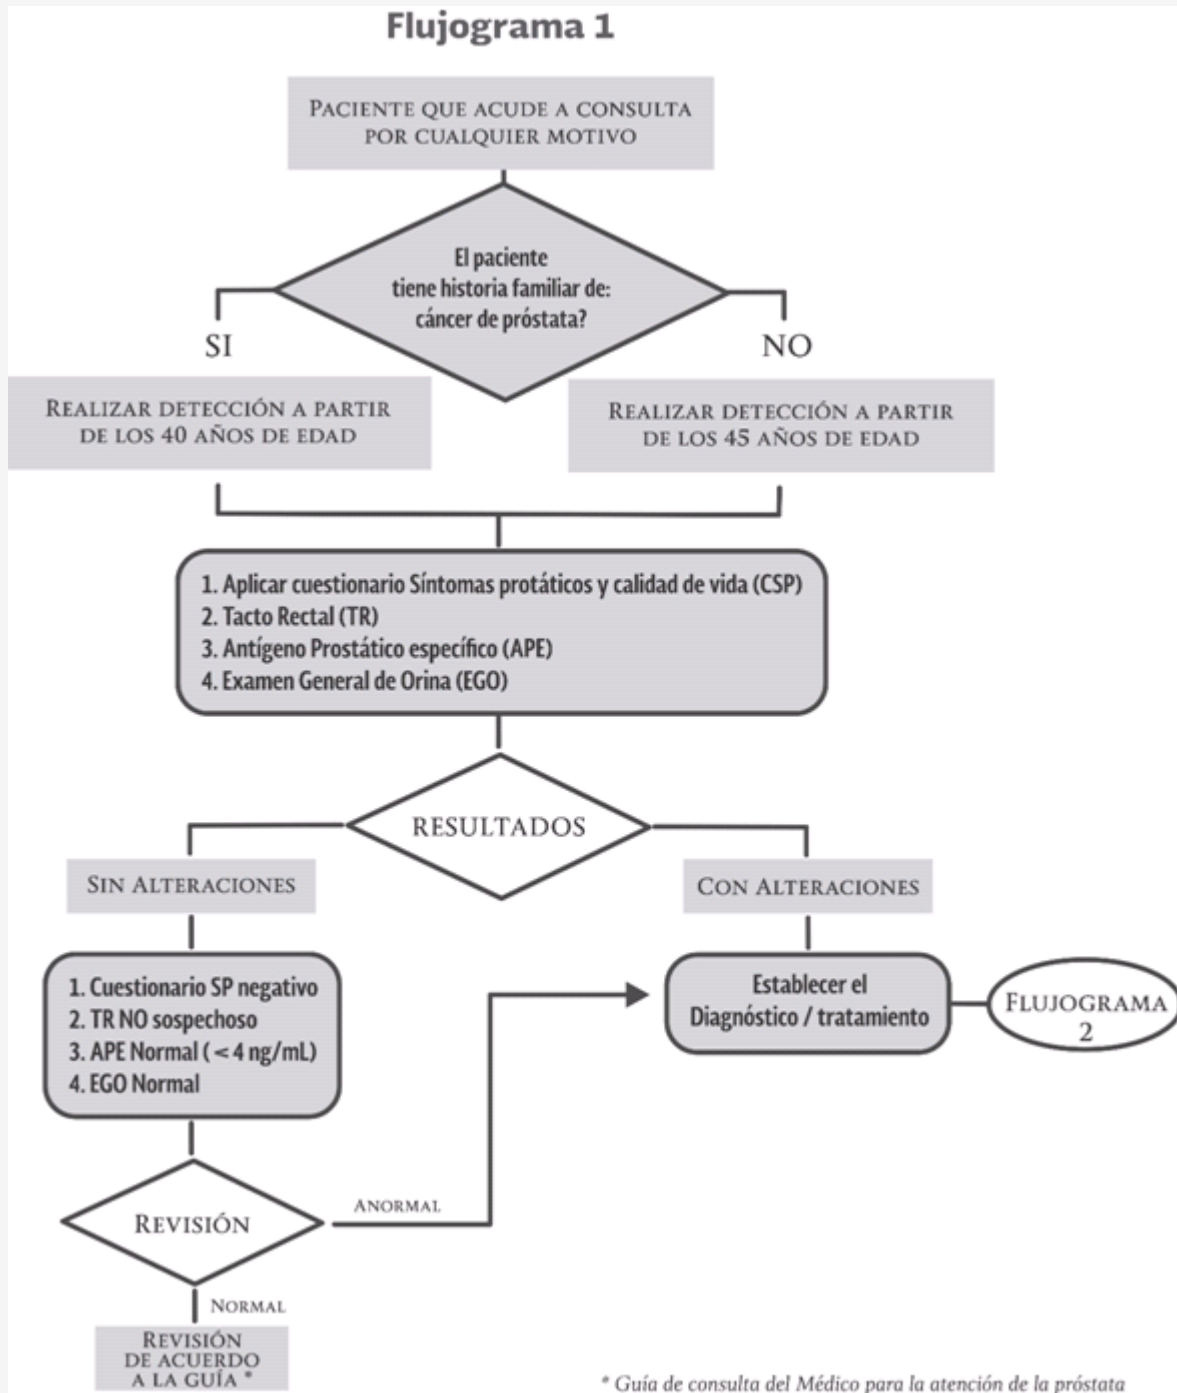 Flujograma 1
PACIENTE QUE ACUDE A CONSULTA
POR CUALQUIER MOTIVO
El paciente
tiene historia familiar de:
cáncer de próstata?
SI
NO
REALIZAR DETECCIÓN A PARTIR
DE LOS 40 AÑOS DE EDAD
REALIZAR DETECCIÓN A PARTIR
DE LOS 45 AÑOS DE EDAD
1. Aplicar cuestionario Síntomas protáticos y calidad de vida (CSP)
2. Tacto Rectal (TR)
3. Antígeno Prostático específico (APE)
4. Examen General de Orina (EGO)
RESULTADOS
SIN ALTERACIONES
CON ALTERACIONES
1. Cuestionario SP negativo
2. TR NO sospechoso
3. APE Normal ( < 4 ng/mL)
4. EGO Normal
Establecer el
Diagnóstico / tratamiento
FLUJOGRAMA
2
REVISIÓN
ANORMAL
NORMAL
REVISIÓN
DE ACUERDO
A LA GUÍA *
* Guía de consulta del Médico para la atención de la próstata